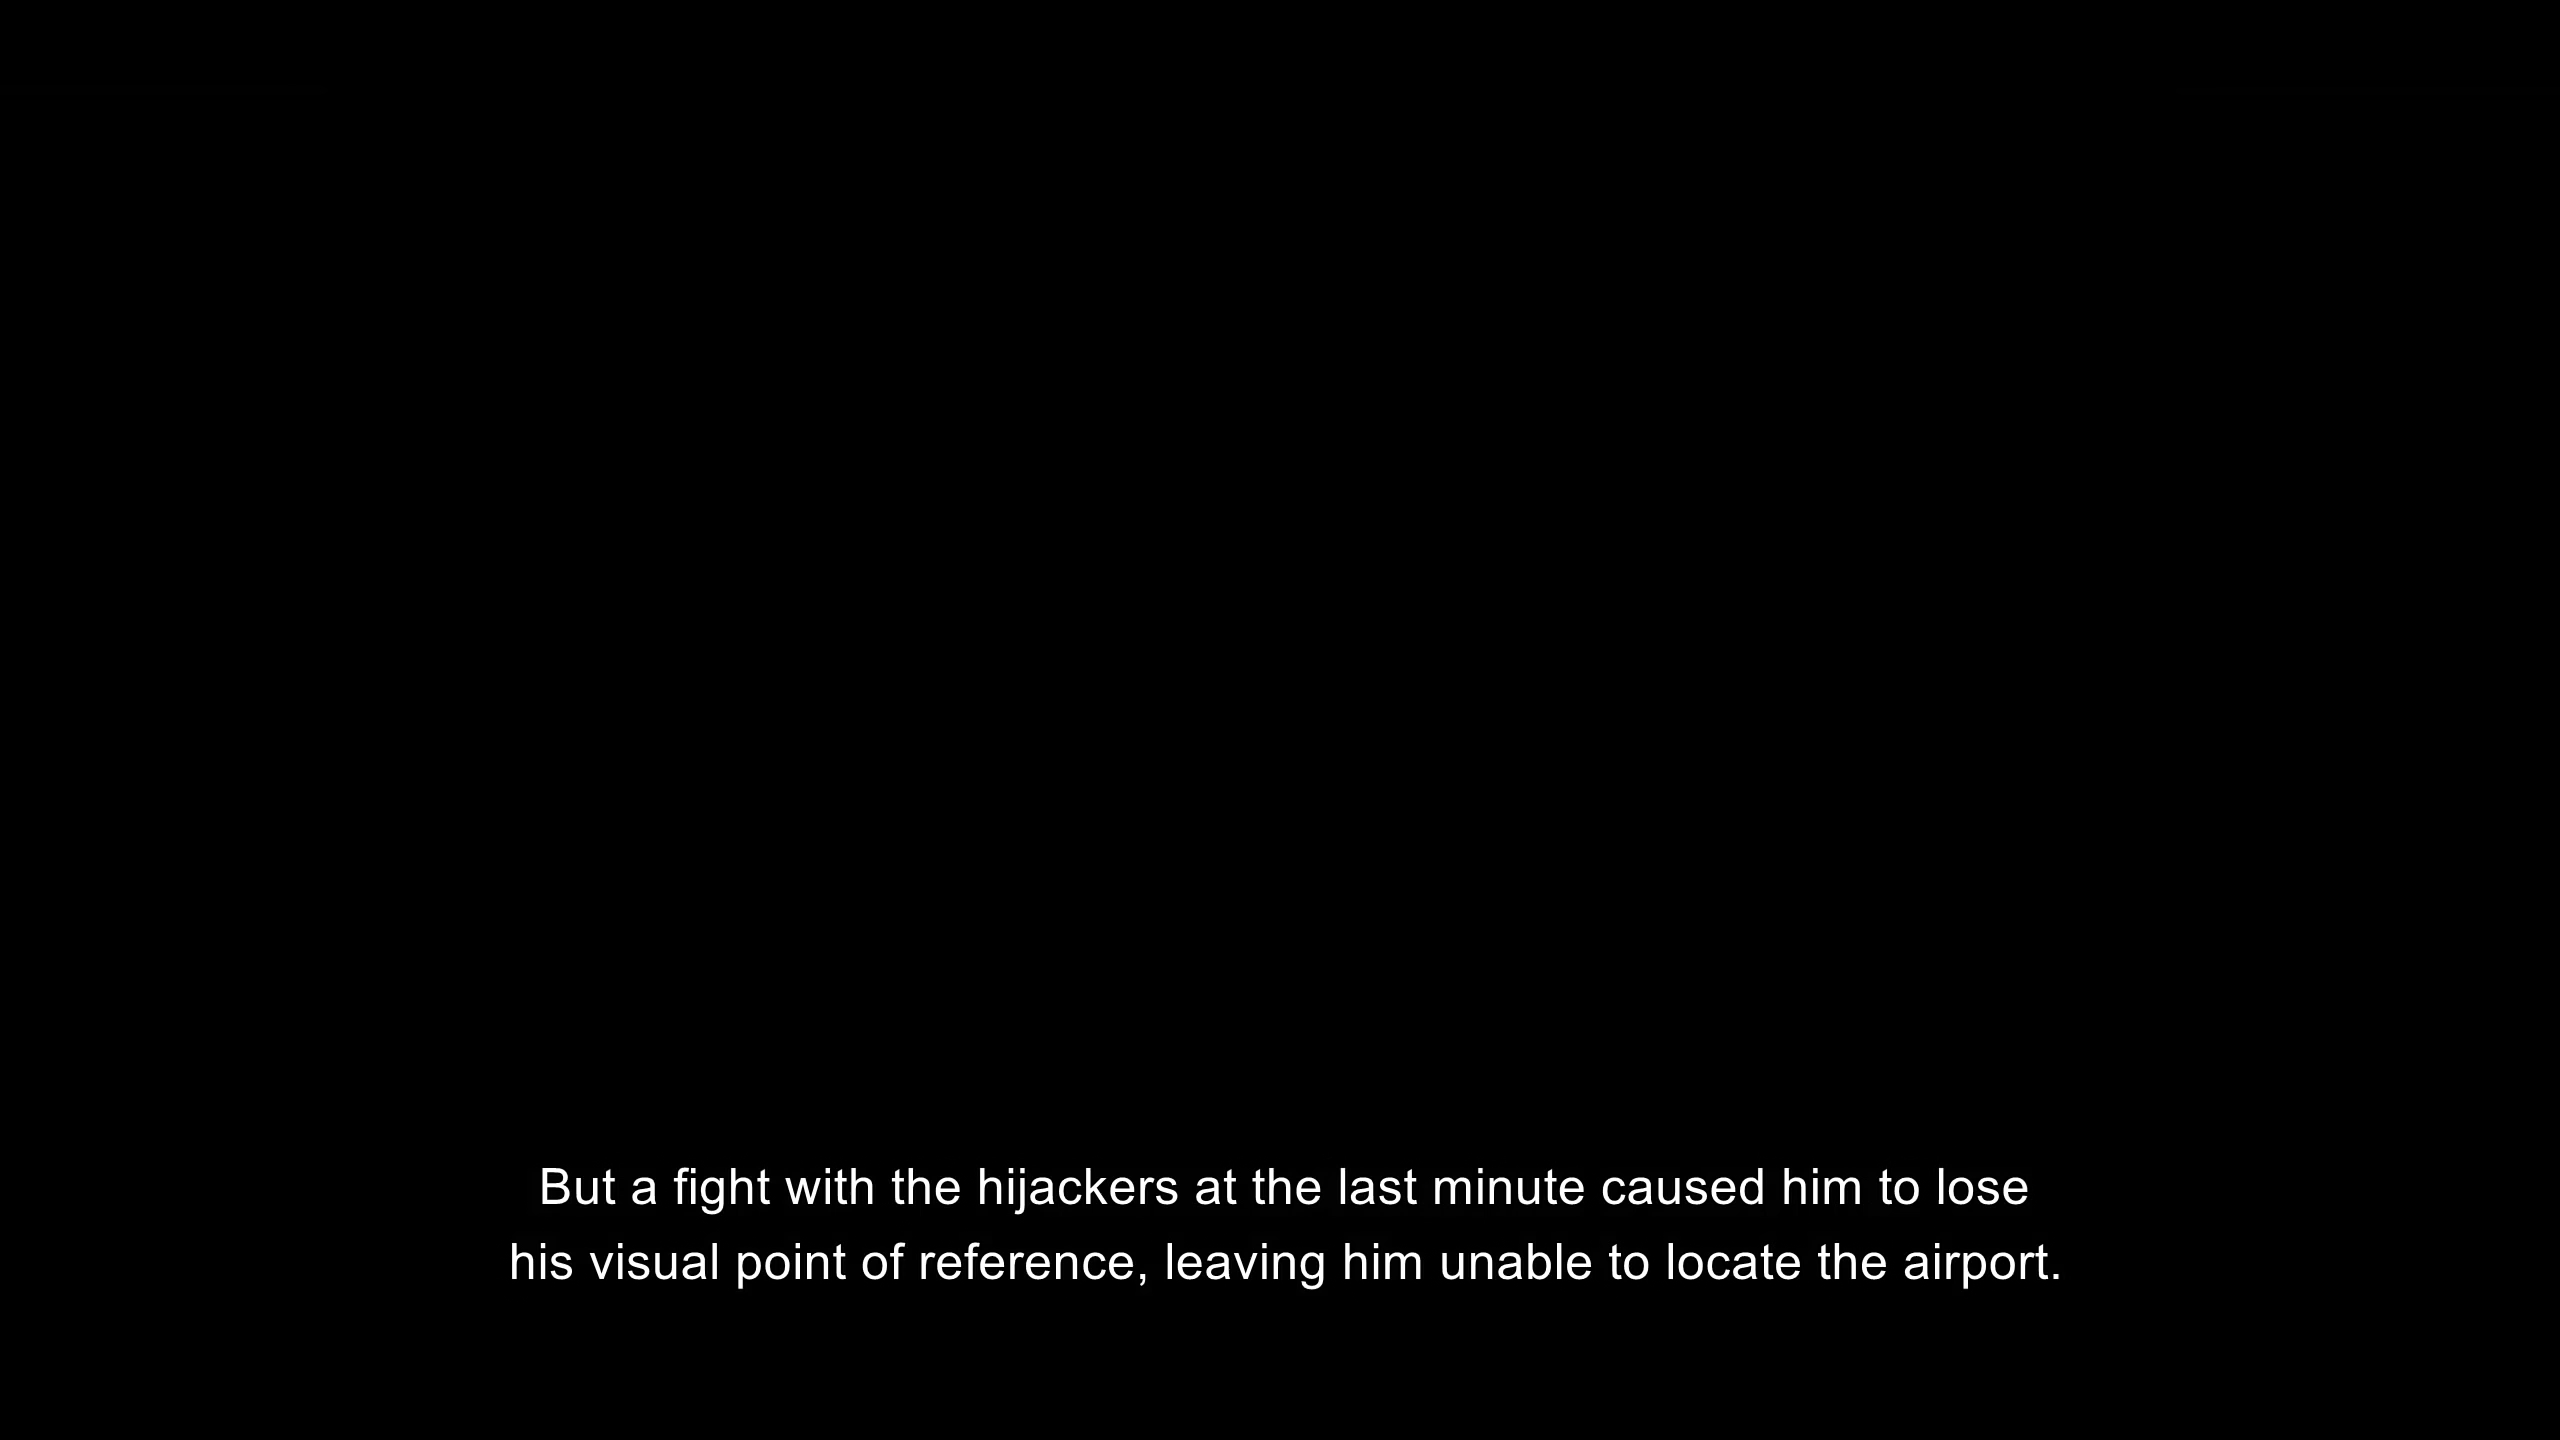 But a fight with the hijackers at the last minute caused him to lose
his visual point of reference, leaving him unable to locate the airport.